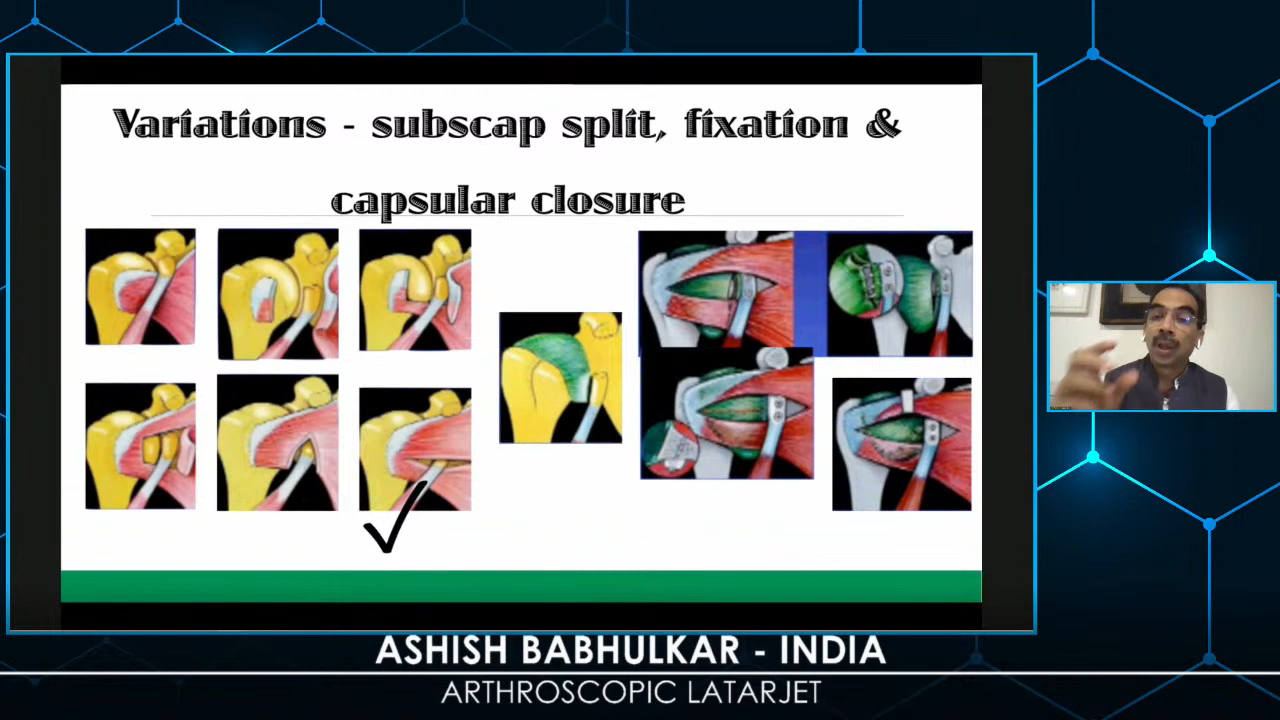 Variations - subscap split, fixation &
capsular closure
ASHISH BABHULKAR - INDIA
ARTHROSCOPIC LATARJET